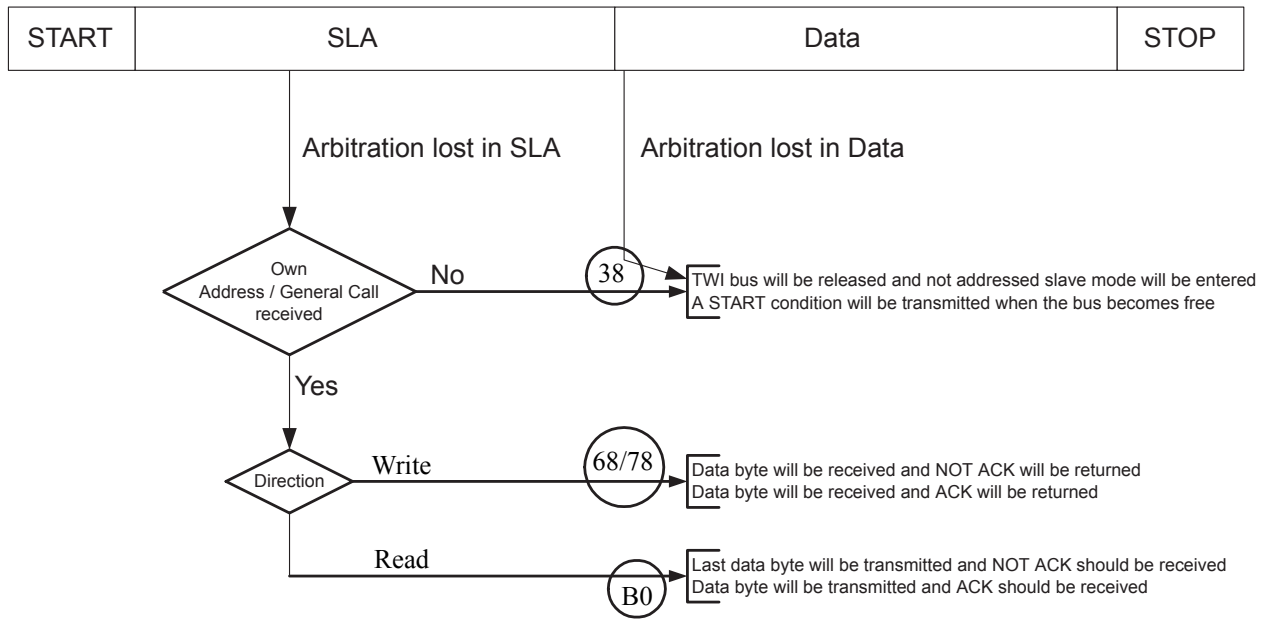 START SLA Data STOP
Arbitration lost in SLA Arbitration lost in Data
Own
Address / General Call
received
No
38
TWI bus will be released and not addressed slave mode will be entered
A START condition will be transmitted when the bus becomes free
Yes
Direction
Write
68/78
Data byte will be received and NOT ACK will be returned
Data byte will be received and ACK will be returned
Read
B0
Last data byte will be transmitted and NOT ACK should be received
Data byte will be transmitted and ACK should be received